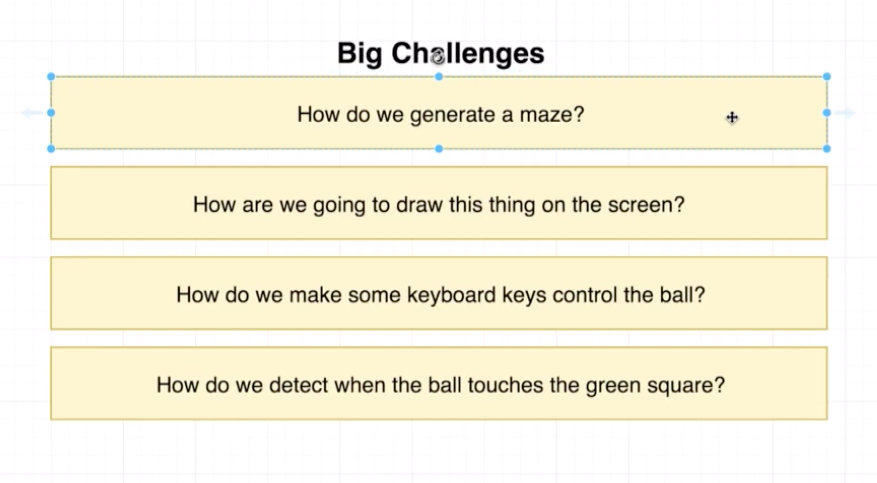 Big Challenges
How do we generate a maze?
How are we going to draw this thing on the screen?
How do we make some keyboard keys control the ball?
How do we detect when the ball touches the green square?